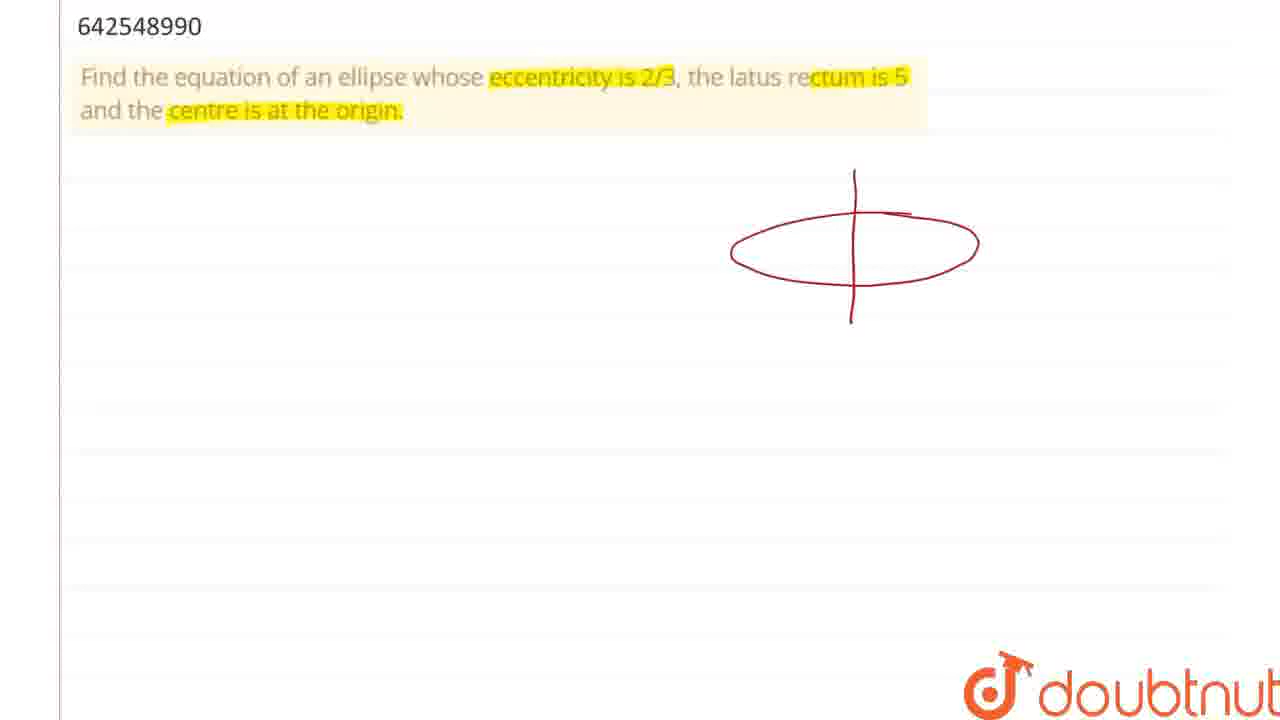 642548990
Find the equation of an ellipse whose eccentricity is 2/3, the latus rectum is 5
and the centre is at the origin.
doubtnut